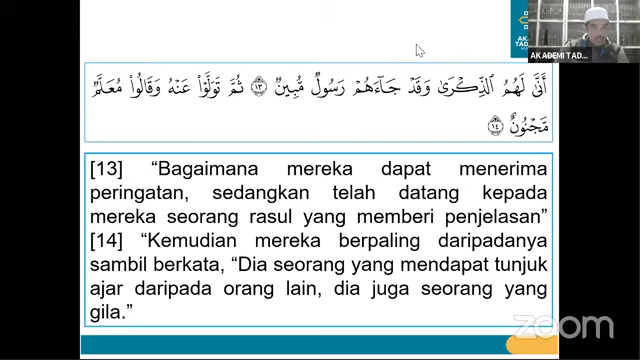 AKADEMI TAD...
أَنَّىٰ لَهُمُ ٱلذِّكۡرَىٰ وَقَدۡ جَآءَهُمۡ رَسُولٞ مُّبِينٞ ١٣ ثُمَّ تَوَلَّوۡاْ عَنۡهُ وَقَالُواْ مُعَلَّمٞ
مَّجۡنُونٌ ١٤
[13] “Bagaimana mereka dapat menerima
peringatan, sedangkan telah datang kepada
mereka seorang rasul yang memberi penjelasan”
[14] “Kemudian mereka berpaling daripadanya
sambil berkata, “Dia seorang yang mendapat tunjuk
ajar daripada orang lain, dia juga seorang yang
gila.”
zoom